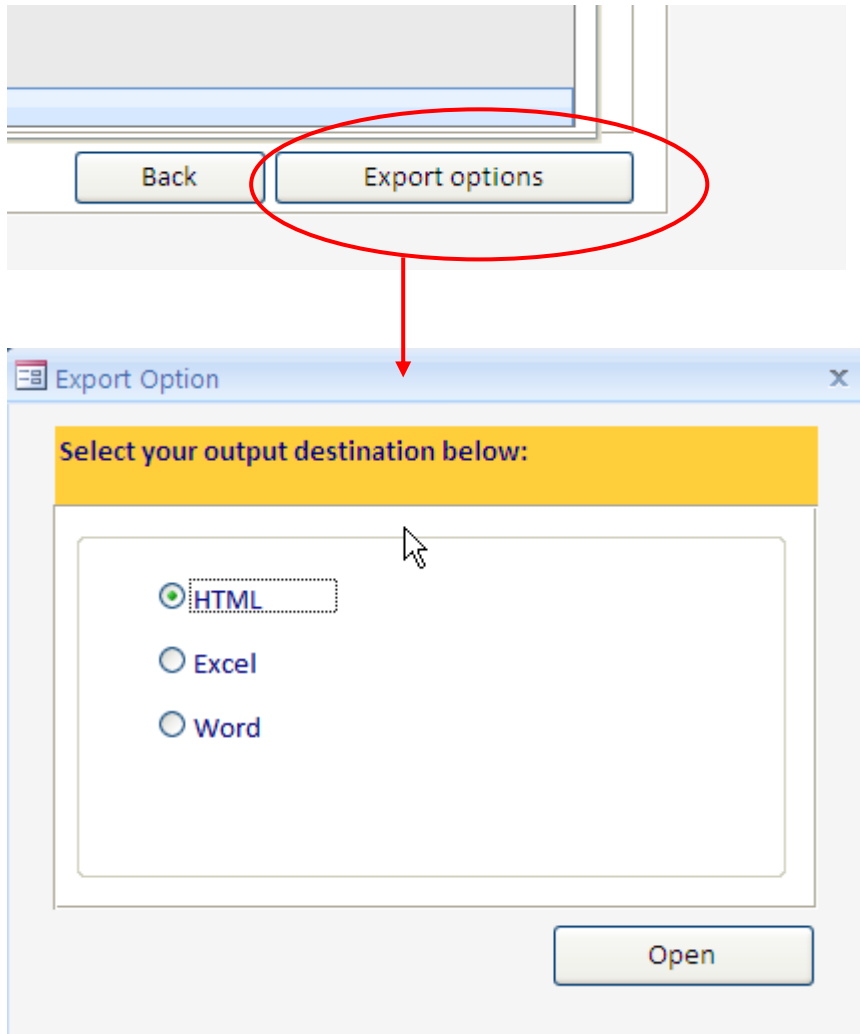 Back
Export options
Export Option
x
Select your output destination below:
HTML
Excel
Word
Open